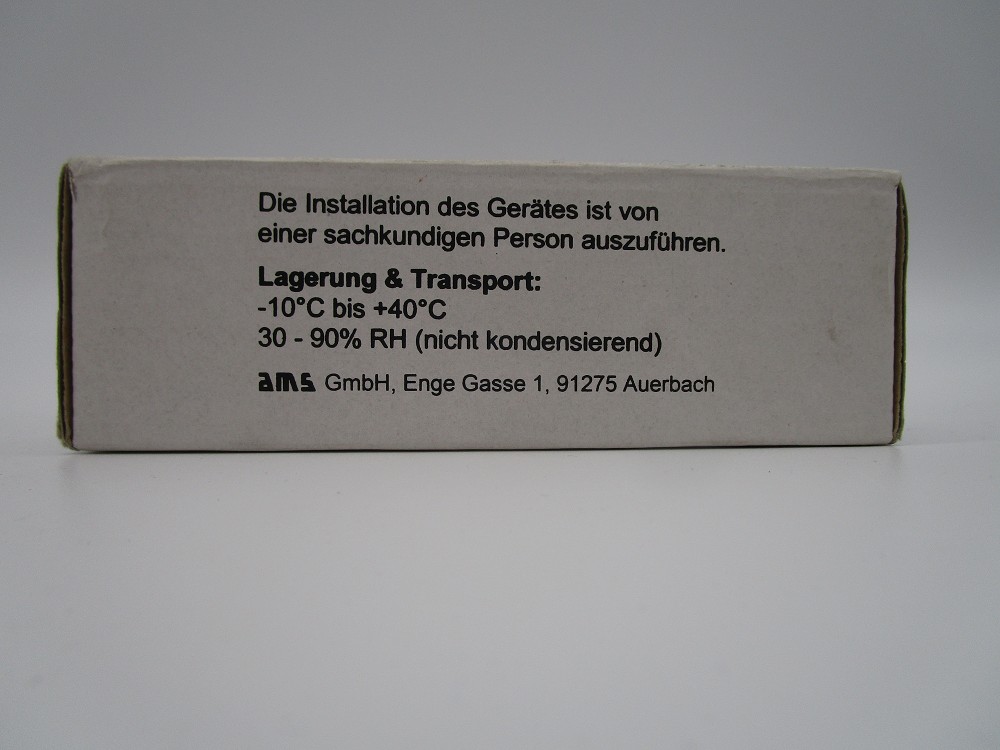 Die Installation des Gerätes ist von
einer sachkundigen Person auszuführen.
Lagerung & Transport:
-10°C bis +40°C
30 - 90% RH (nicht kondensierend)
ams GmbH, Enge Gasse 1, 91275 Auerbach